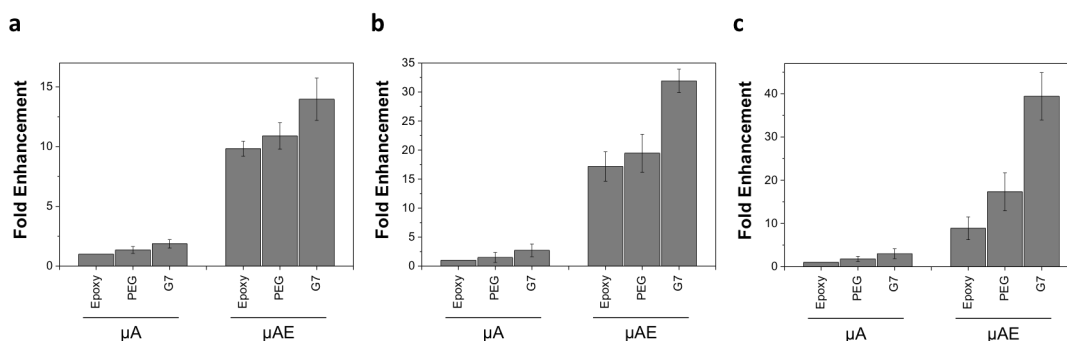 a
Fold Enhancement
15
10
5
0
Epoxy
PEG
G7
Epoxy
PEG
G7
µA
µAE
b
Fold Enhancement
35
30
25
20
15
10
5
0
Epoxy
PEG
G7
Epoxy
PEG
G7
µA
µAE
c
Fold Enhancement
40
30
20
10
0
Epoxy
PEG
G7
Epoxy
PEG
G7
µA
µAE